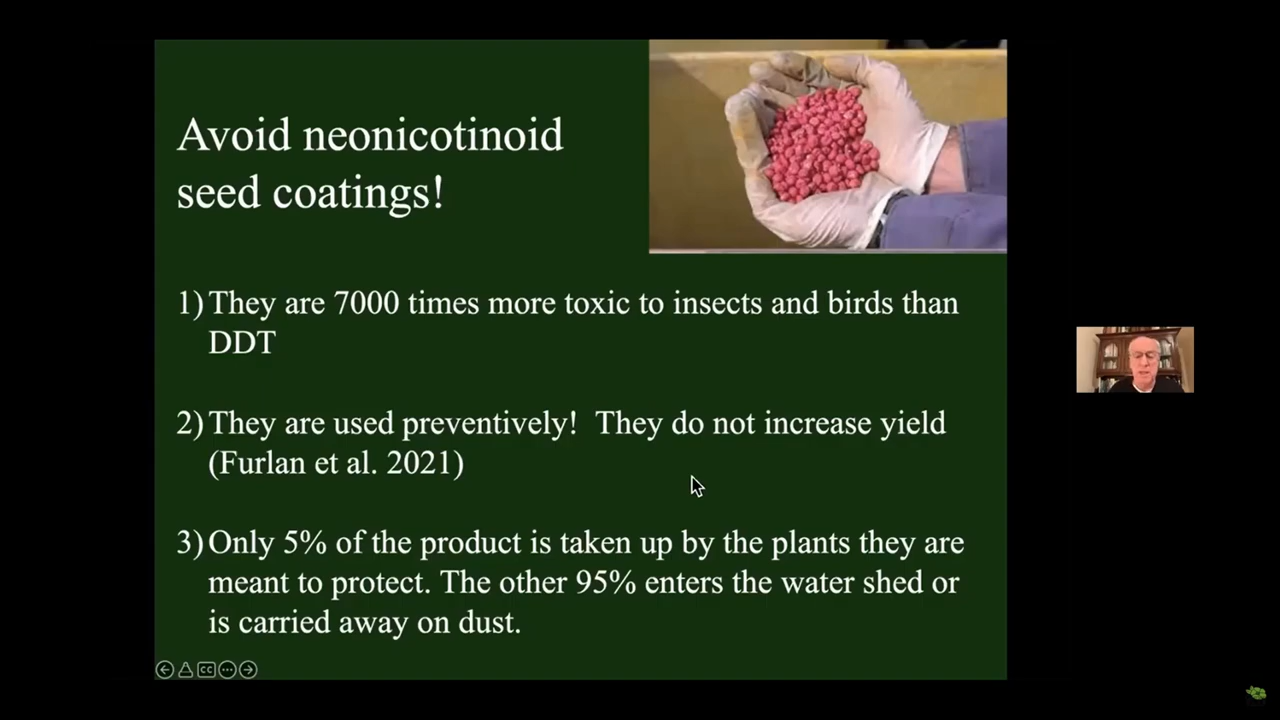 Avoid neonicotinoid
seed coatings!
1) They are 7000 times more toxic to insects and birds than
DDT
2) They are used preventively!  They do not increase yield
(Furlan et al. 2021)
3) Only 5% of the product is taken up by the plants they are
meant to protect. The other 95% enters the water shed or
is carried away on dust.
CC